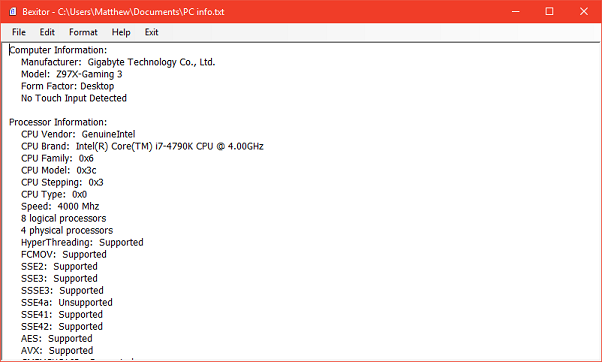 Bexitor - C:\Users\Matthew\Documents\PC info.txt
File Edit Format Help Exit
Computer Information:
Manufacturer: Gigabyte Technology Co., Ltd.
Model: Z97X-Gaming 3
Form Factor: Desktop
No Touch Input Detected
Processor Information:
CPU Vendor: GenuineIntel
CPU Brand: Intel(R) Core(TM) i7-4790K CPU @ 4.00GHz
CPU Family: 0x6
CPU Model: 0x3c
CPU Stepping: 0x3
CPU Type: 0x0
Speed: 4000 Mhz
8 logical processors
4 physical processors
HyperThreading: Supported
FCMOV: Supported
SSE2: Supported
SSE3: Supported
SSSE3: Supported
SSE4a: Unsupported
SSE41: Supported
SSE42: Supported
AES: Supported
AVX: Supported